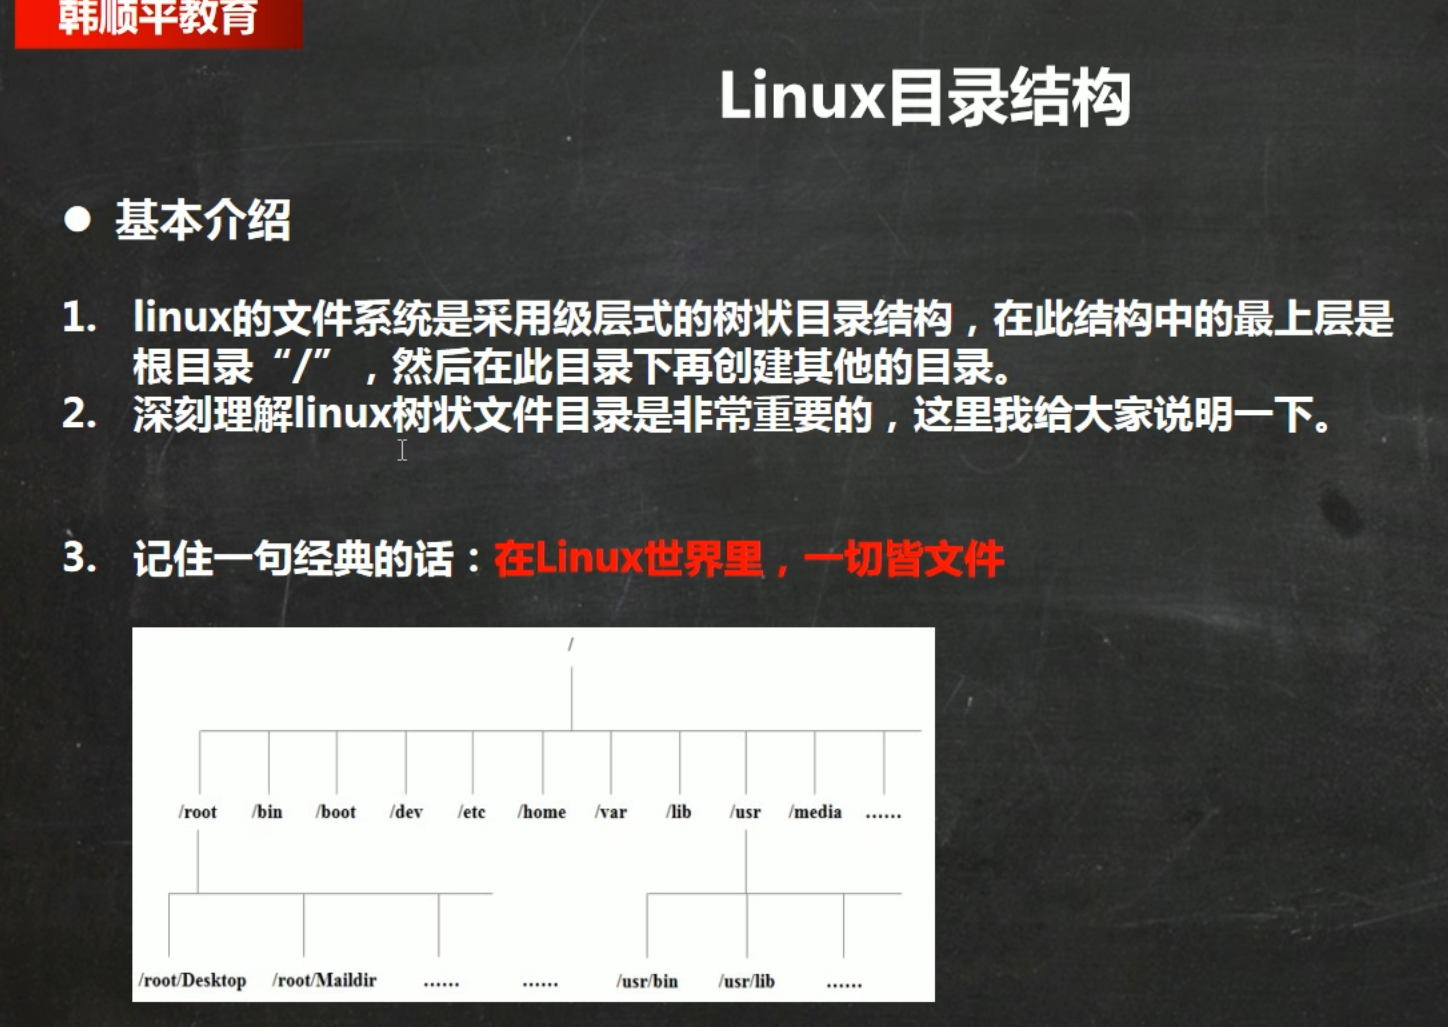 韩顺平教育
Linux目录结构
● 基本介绍
1. linux的文件系统是采用级层式的树状目录结构，在此结构中的最上层是
根目录“/”，然后在此目录下再创建其他的目录。
2. 深刻理解linux树状文件目录是非常重要的，这里我给大家说明一下。
3. 记住一句经典的话：在Linux世界里，一切皆文件
/
/root /bin /boot /dev /etc /home /var /lib /usr /media ......
/root/Desktop /root/Maildir ...... ...... /usr/bin /usr/lib ......